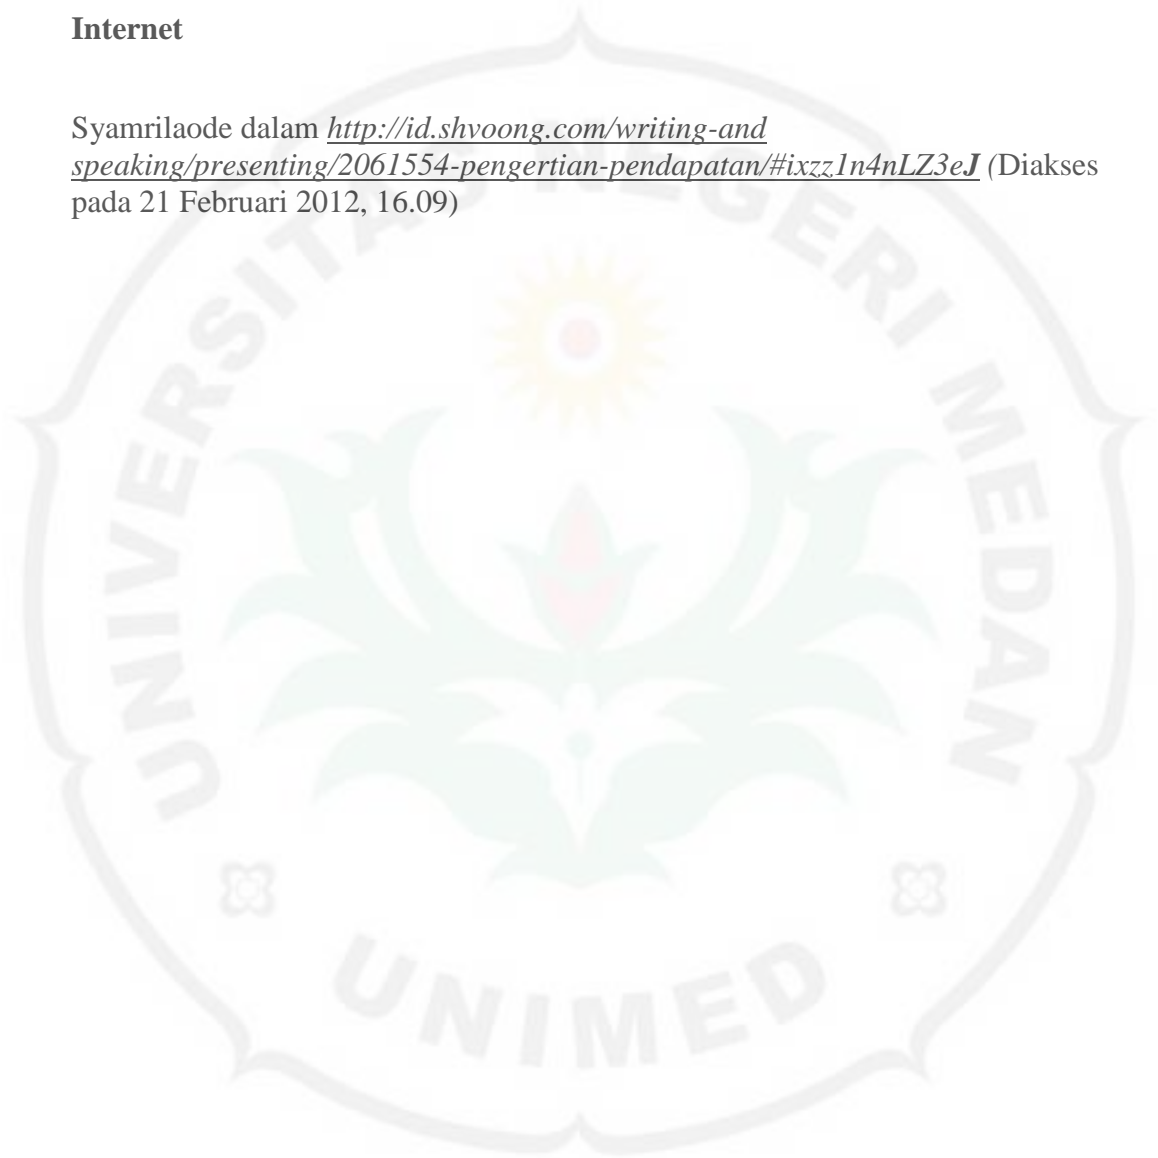 Internet
Syamrilaode dalam http://id.shvoong.com/writing-and
speaking/presenting/2061554-pengertian-pendapatan/#ixzz1n4nLZ3eJ (Diakses
pada 21 Februari 2012, 16.09)
UNIVERSITAS NEGERI MEDAN
UNIMED